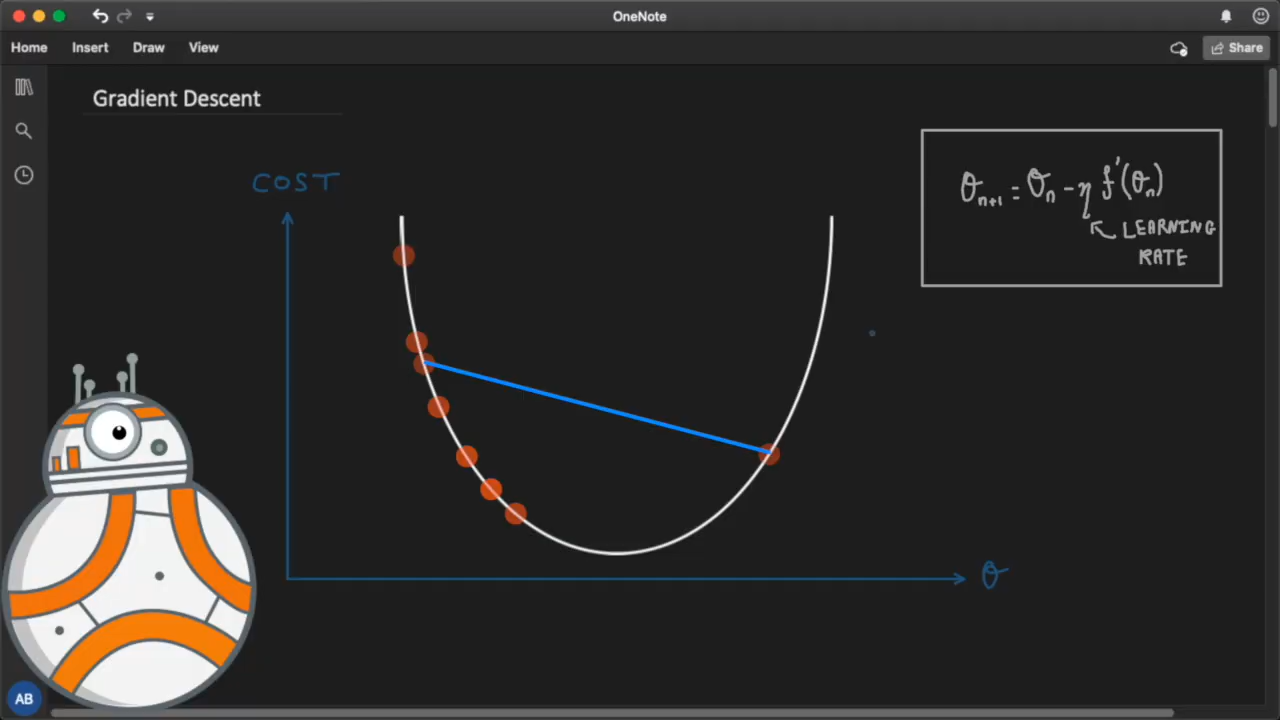 OneNote
Home Insert Draw View Share
Gradient Descent
COST
θₙ₊₁ = θₙ - η f'(θₙ)
LEARNING
RATE
θ
AB